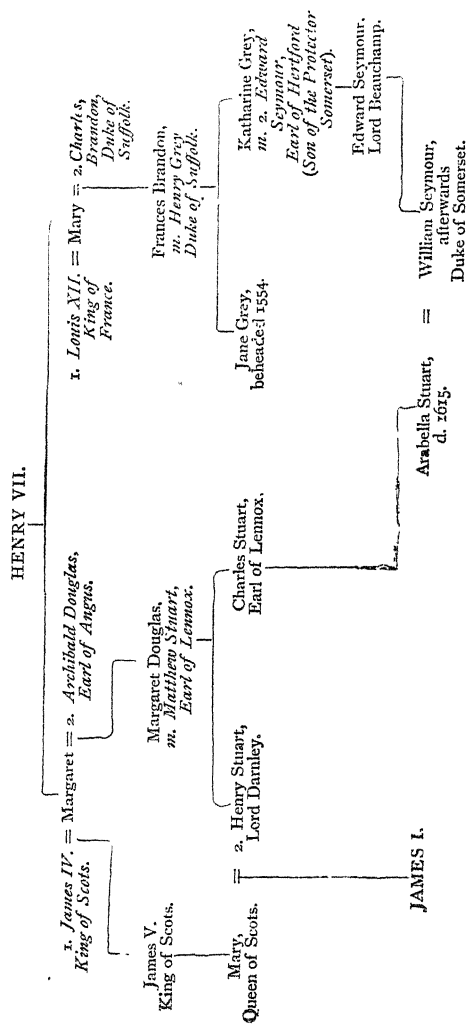 HENRY VII.
1. James IV. = Margaret = 2. Archibald Douglas,
King of Scots.
Earl of Angus.
1. Louis XII. = Mary = 2. Charles,
King of
France.
Brandon,
Duke of
Suffolk.
James V.
King of Scots.
Margaret Douglas,
m. Matthew Stuart,
Earl of Lennox.
Frances Brandon,
m. Henry Grey
Duke of Suffolk.
Mary,
Queen of Scots.
= 2. Henry Stuart,
Lord Darnley.
Charles Stuart,
Earl of Lennox.
Jane Grey,
beheaded 1554.
Katharine Grey,
m. 2. Edward
Seymour,
Earl of Hertford
(Son of the Protector
Somerset).
Edward Seymour.
Lord Beauchamp.
JAMES I.
Arabella Stuart,
d. 1615.
=
William Seymour,
afterwards
Duke of Somerset.